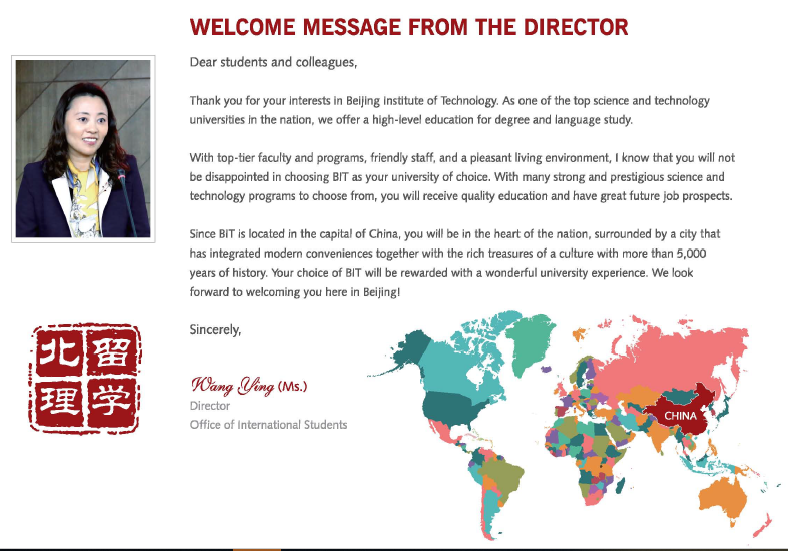 WELCOME MESSAGE FROM THE DIRECTOR
Dear students and colleagues,
Thank you for your interests in Beijing Institute of Technology. As one of the top science and technology
universities in the nation, we offer a high-level education for degree and language study.
With top-tier faculty and programs, friendly staff, and a pleasant living environment, I know that you will not
be disappointed in choosing BIT as your university of choice. With many strong and prestigious science and
technology programs to choose from, you will receive quality education and have great future job prospects.
Since BIT is located in the capital of China, you will be in the heart of the nation, surrounded by a city that
has integrated modern conveniences together with the rich treasures of a culture with more than 5,000
years of history. Your choice of BIT will be rewarded with a wonderful university experience. We look
forward to welcoming you here in Beijing!
Sincerely,
Wang Ying (Ms.)
Director
Office of International Students
北留
理学
CHINA